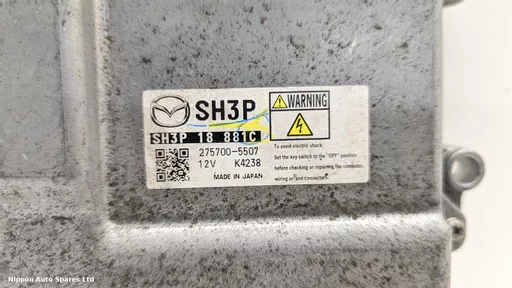 SH3P
WARNING
SH3P 18 881C
275700-5507
12V K4238
MADE IN JAPAN
To avoid electric shock;
Set the key switch to the "OFF" position
before checking or repairing the computer,
wiring or and connectors.
Nippon Auto Spares Ltd